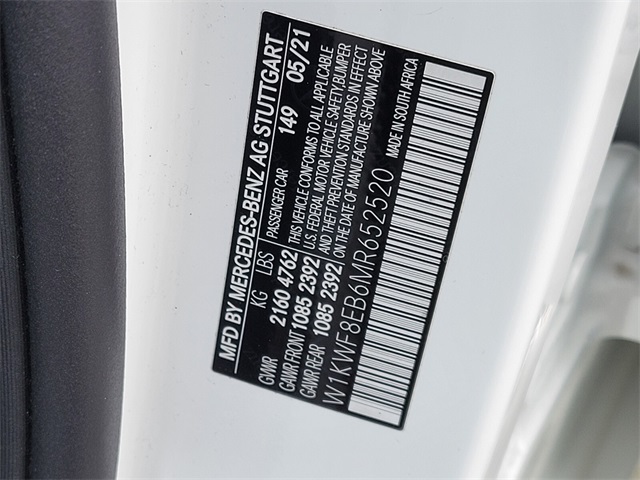 MFD BY MERCEDES-BENZ AG STUTTGART
149 05/21
KG LBS PASSENGER CAR
GVWR 2160 4762 THIS VEHICLE CONFORMS TO ALL APPLICABLE
GAWR FRONT 1085 2392 U.S. FEDERAL MOTOR VEHICLE SAFETY, BUMPER
GAWR REAR 1085 2392 AND THEFT PREVENTION STANDARDS IN EFFECT
ON THE DATE OF MANUFACTURE SHOWN ABOVE
W1KWF8EB6MR652520 MADE IN SOUTH AFRICA